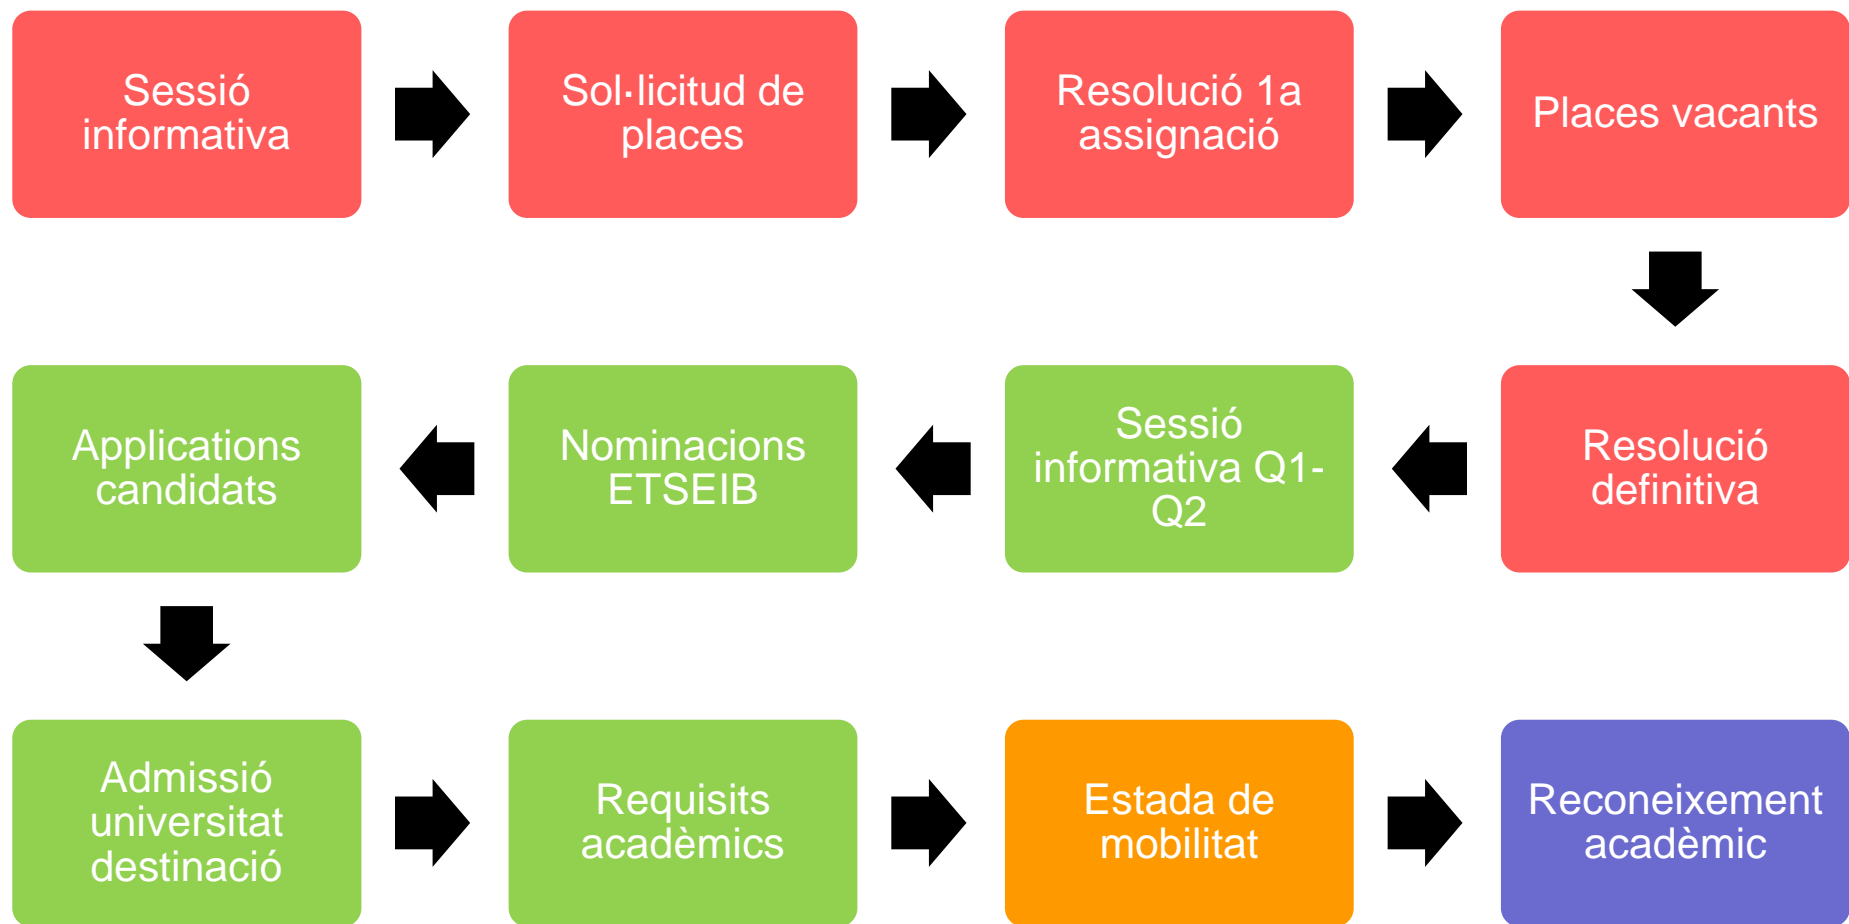 Sessió
informativa
Sol·licitud de
places
Resolució 1a
assignació
Places vacants
Resolució
definitiva
Sessió
informativa Q1-
Q2
Nominacions
ETSEIB
Applications
candidats
Admissió
universitat
destinació
Requisits
acadèmics
Estada de
mobilitat
Reconeixement
acadèmic